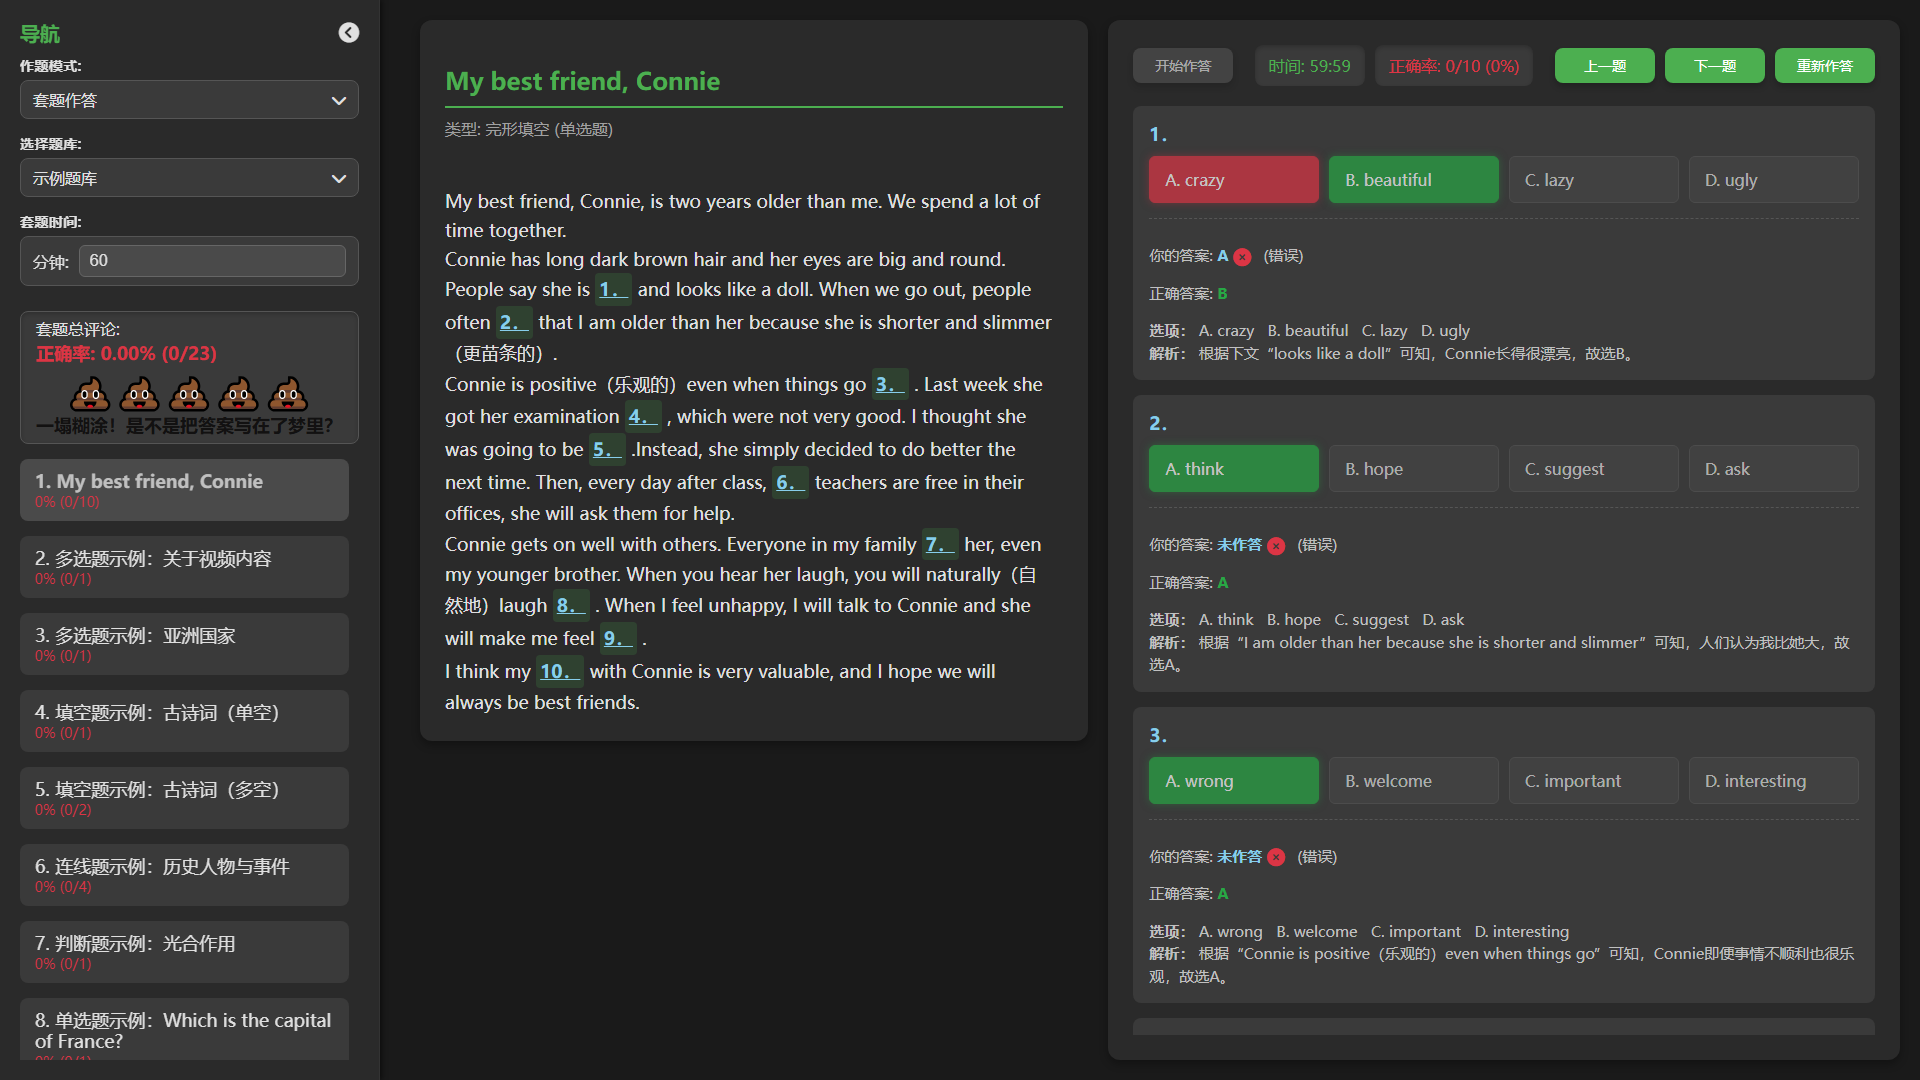 导航
作题模式:
套题作答
选择题库:
示例题库
套题时间:
分钟: 60
套题总评论:
正确率: 0.00% (0/23)
一塌糊涂！是不是把答案写在了梦里？
1. My best friend, Connie
0% (0/10)
2. 多选题示例：关于视频内容
0% (0/1)
3. 多选题示例：亚洲国家
0% (0/1)
4. 填空题示例：古诗词（单空）
0% (0/1)
5. 填空题示例：古诗词（多空）
0% (0/2)
6. 连线题示例：历史人物与事件
0% (0/4)
7. 判断题示例：光合作用
0% (0/1)
8. 单选题示例：Which is the capital
of France?
0% (0/1)
My best friend, Connie
类型: 完形填空 (单选题)
My best friend, Connie, is two years older than me. We spend a lot of
time together.
Connie has long dark brown hair and her eyes are big and round.
People say she is 1.__ and looks like a doll. When we go out, people
often 2.__ that I am older than her because she is shorter and slimmer
（更苗条的）.
Connie is positive（乐观的）even when things go 3.__ . Last week she
got her examination 4.__ , which were not very good. I thought she
was going to be 5.__ .Instead, she simply decided to do better the
next time. Then, every day after class, 6.__ teachers are free in their
offices, she will ask them for help.
Connie gets on well with others. Everyone in my family 7.__ her, even
my younger brother. When you hear her laugh, you will naturally（自
然地）laugh 8.__ . When I feel unhappy, I will talk to Connie and she
will make me feel 9.__ .
I think my 10.__ with Connie is very valuable, and I hope we will
always be best friends.
开始作答 时间: 59:59 正确率: 0/10 (0%) 上一题 下一题 重新作答
1.
A. crazy B. beautiful C. lazy D. ugly
你的答案: A (错误)
正确答案: B
选项： A. crazy B. beautiful C. lazy D. ugly
解析： 根据下文“looks like a doll”可知，Connie长得很漂亮，故选B。
2.
A. think B. hope C. suggest D. ask
你的答案: 未作答 (错误)
正确答案: A
选项： A. think B. hope C. suggest D. ask
解析： 根据“I am older than her because she is shorter and slimmer”可知，人们认为我比她大，故
选A。
3.
A. wrong B. welcome C. important D. interesting
你的答案: 未作答 (错误)
正确答案: A
选项： A. wrong B. welcome C. important D. interesting
解析： 根据“Connie is positive（乐观的）even when things go”可知，Connie即便事情不顺利也很乐
观，故选A。